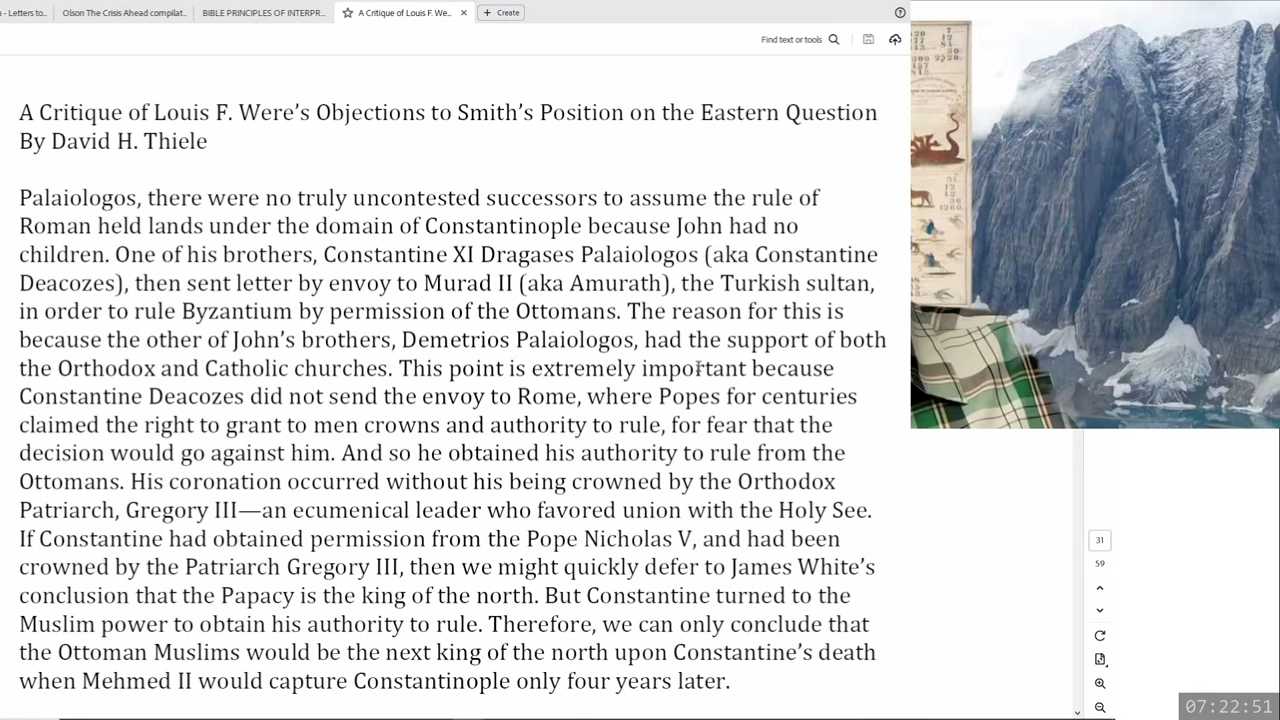 - Letters to...
Olson The Crisis Ahead compilat...
BIBLE PRINCIPLES OF INTERPR...
A Critique of Louis F. We...
Create
Find text or tools
A Critique of Louis F. Were's Objections to Smith's Position on the Eastern Question
By David H. Thiele
Palaiologos, there were no truly uncontested successors to assume the rule of
Roman held lands under the domain of Constantinople because John had no
children. One of his brothers, Constantine XI Dragases Palaiologos (aka Constantine
Deacozes), then sent letter by envoy to Murad II (aka Amurath), the Turkish sultan,
in order to rule Byzantium by permission of the Ottomans. The reason for this is
because the other of John's brothers, Demetrios Palaiologos, had the support of both
the Orthodox and Catholic churches. This point is extremely important because
Constantine Deacozes did not send the envoy to Rome, where Popes for centuries
claimed the right to grant to men crowns and authority to rule, for fear that the
decision would go against him. And so he obtained his authority to rule from the
Ottomans. His coronation occurred without his being crowned by the Orthodox
Patriarch, Gregory III—an ecumenical leader who favored union with the Holy See.
If Constantine had obtained permission from the Pope Nicholas V, and had been
crowned by the Patriarch Gregory III, then we might quickly defer to James White's
conclusion that the Papacy is the king of the north. But Constantine turned to the
Muslim power to obtain his authority to rule. Therefore, we can only conclude that
the Ottoman Muslims would be the next king of the north upon Constantine's death
when Mehmed II would capture Constantinople only four years later.
31
59
07:22:51